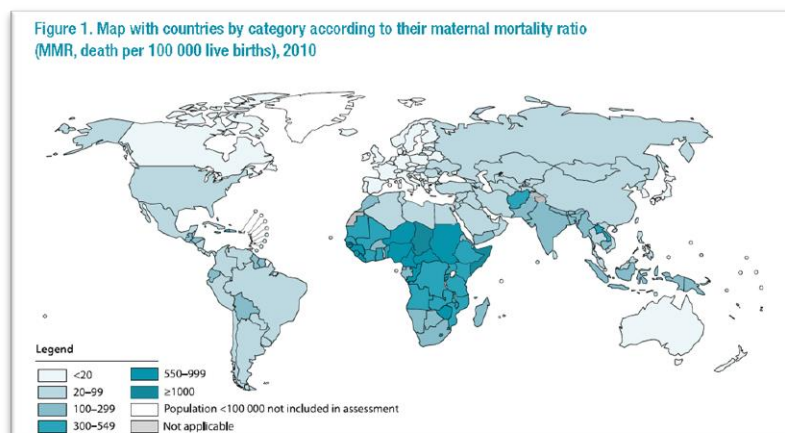 Figure 1. Map with countries by category according to their maternal mortality ratio
(MMR, death per 100 000 live births), 2010
Legend
<20
20–99
100–299
300–549
550–999
≥1000
Population <100 000 not included in assessment
Not applicable